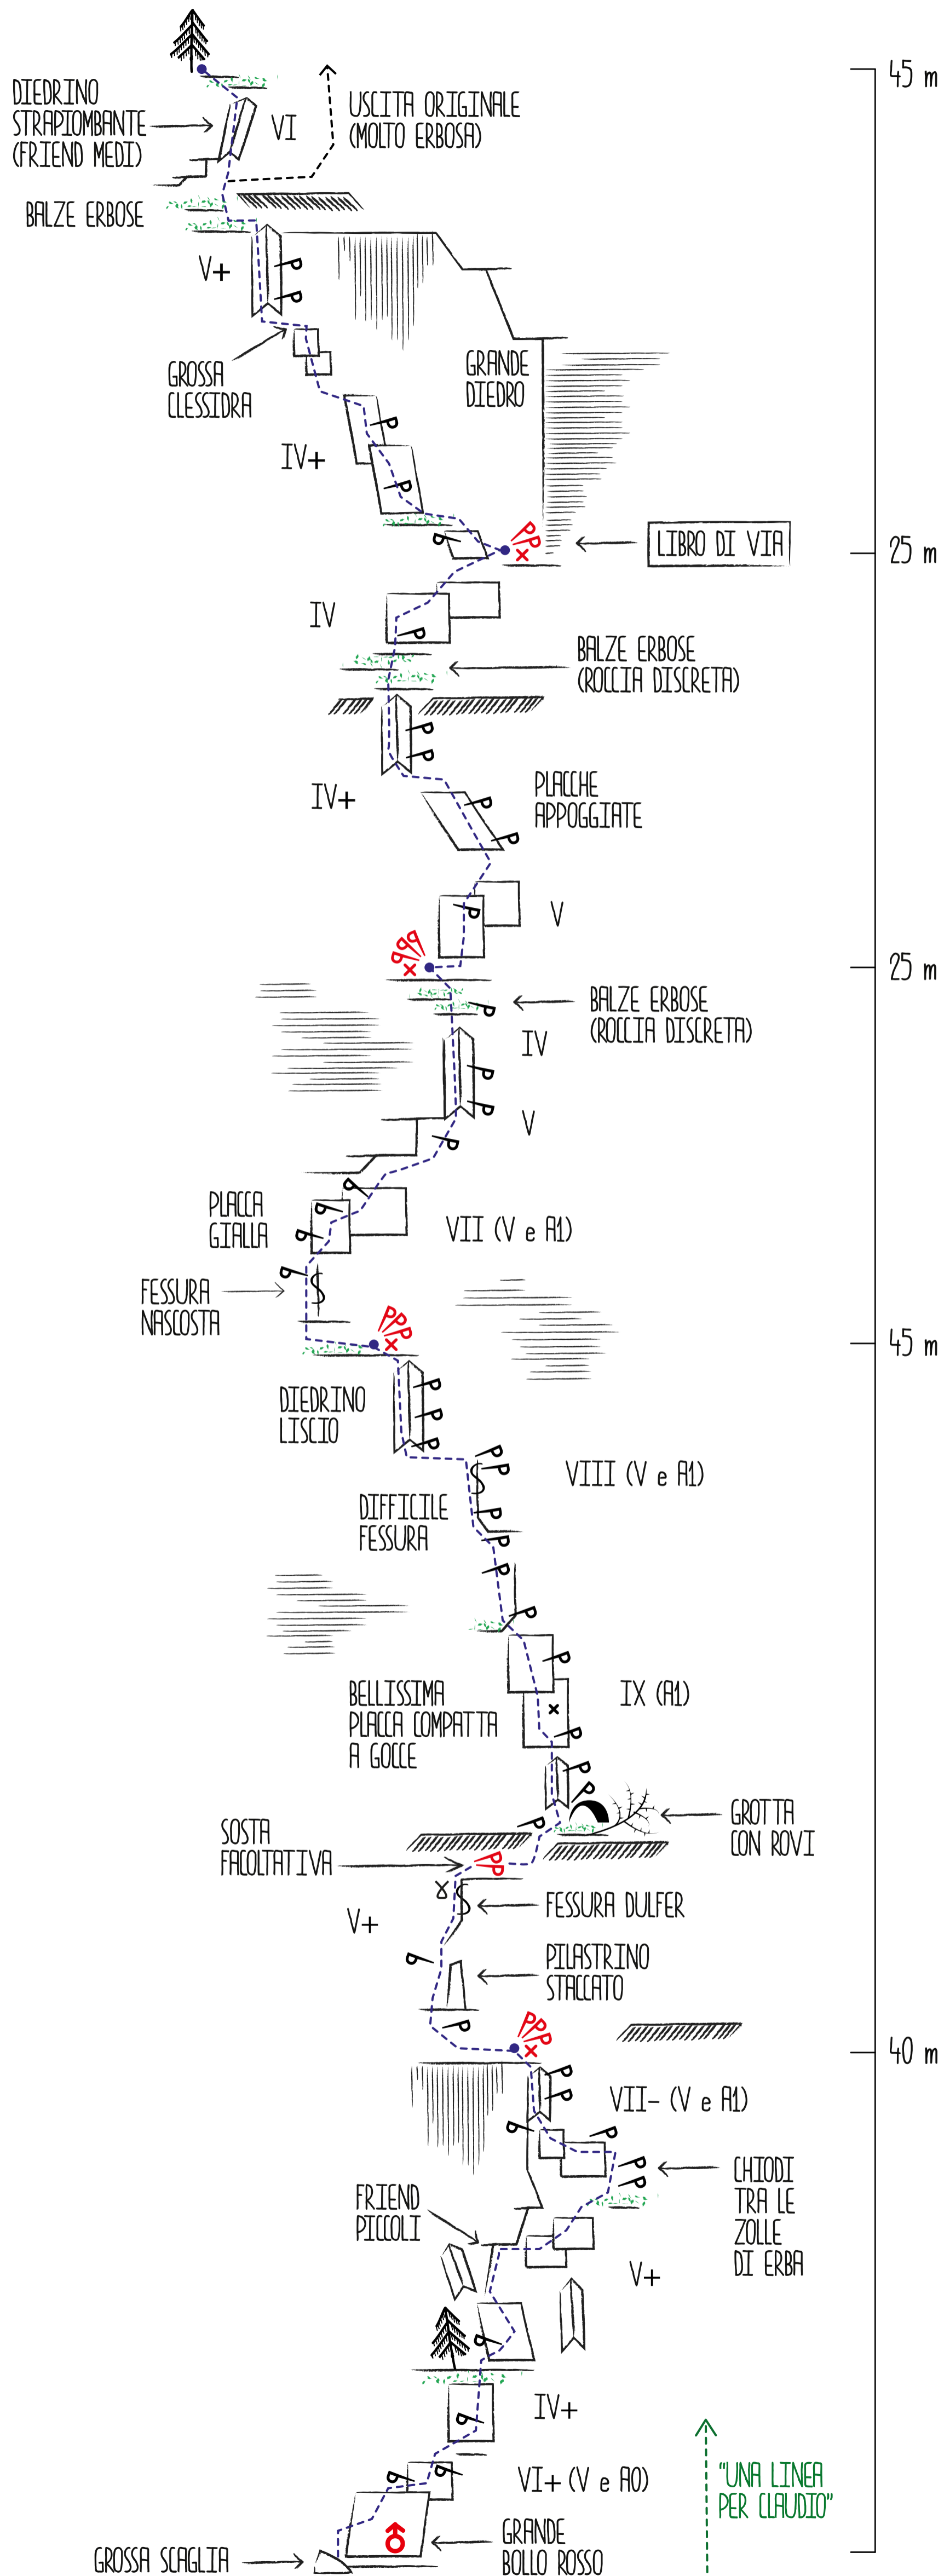 45 m
DIEDRINO
STRAPIOMBANTE
(FRIEND MEDI)
VI
USCITA ORIGINALE
(MOLTO ERBOSA)
BALZE ERBOSE
V+
GROSSA
CLESSIDRA
GRANDE
DIEDRO
IV+
LIBRO DI VIA
25 m
IV
BALZE ERBOSE
(ROCCIA DISCRETA)
IV+
PLACCHE
APPOGGIATE
V
25 m
BALZE ERBOSE
(ROCCIA DISCRETA)
IV
V
PLACCA
GIALLA
VII (V e A1)
FESSURA
NASCOSTA
45 m
DIEDRINO
LISCIO
VIII (V e A1)
DIFFICILE
FESSURA
BELLISSIMA
PLACCA COMPATTA
A GOCCE
IX (A1)
GROTTA
CON ROVI
SOSTA
FACOLTATIVA
V+
FESSURA DULFER
PILASTRINO
STACCATO
40 m
VII- (V e A1)
CHIODI
TRA LE
ZOLLE
DI ERBA
FRIEND
PICCOLI
V+
IV+
VI+ (V e A0)
"UNA LINEA
PER CLAUDIO"
GRANDE
BOLLO ROSSO
GROSSA SCAGLIA